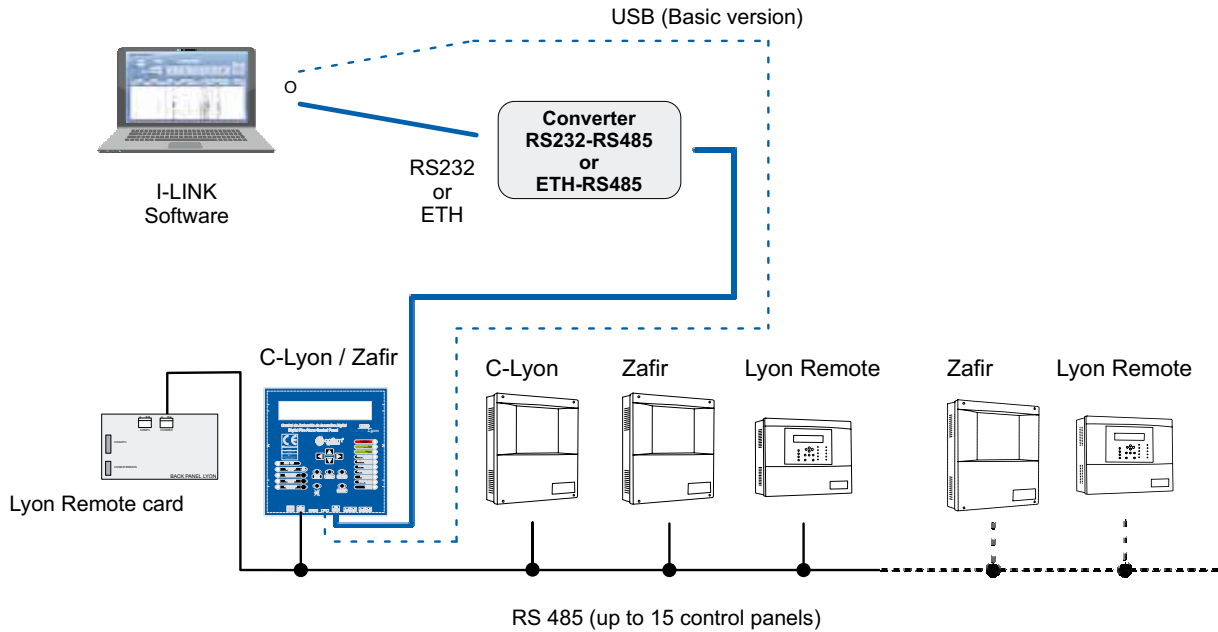 USB (Basic version)
O
Converter
RS232-RS485
or
ETH-RS485
RS232
or
ETH
I-LINK
Software
C-Lyon / Zafir
C-Lyon
Zafir
Lyon Remote
Zafir
Lyon Remote
BACK PANEL LYON
Lyon Remote card
RS 485 (up to 15 control panels)